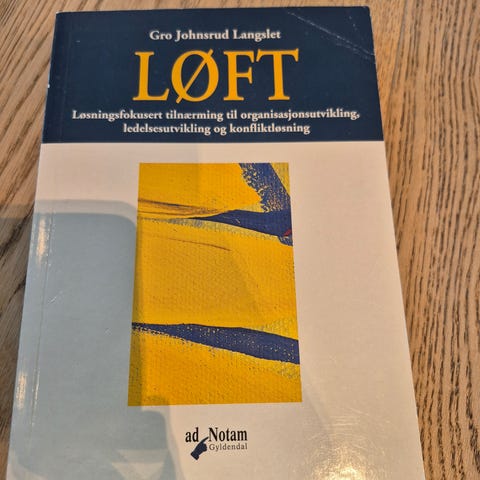 Gro Johnsrud Langslet
LØFT
Løsningsfokusert tilnærming til organisasjonsutvikling,
ledelsesutvikling og konfliktløsning
ad Notam
Gyldendal